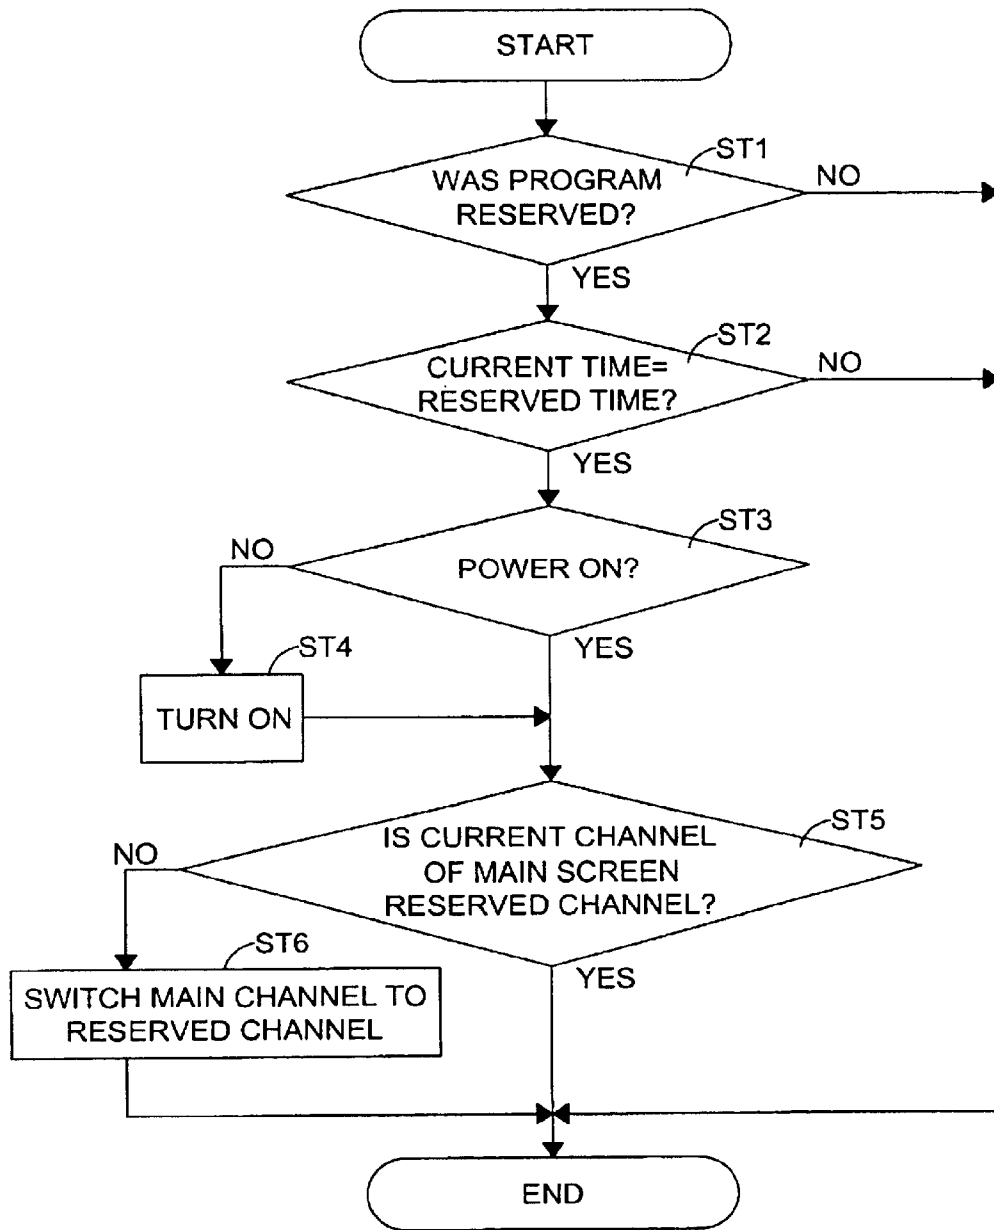 START
ST1
WAS PROGRAM
RESERVED?
NO
YES
ST2
CURRENT TIME=
RESERVED TIME?
NO
YES
ST3
NO
POWER ON?
YES
ST4
TURN ON
ST5
IS CURRENT CHANNEL
OF MAIN SCREEN
RESERVED CHANNEL?
NO
YES
ST6
SWITCH MAIN CHANNEL TO
RESERVED CHANNEL
END